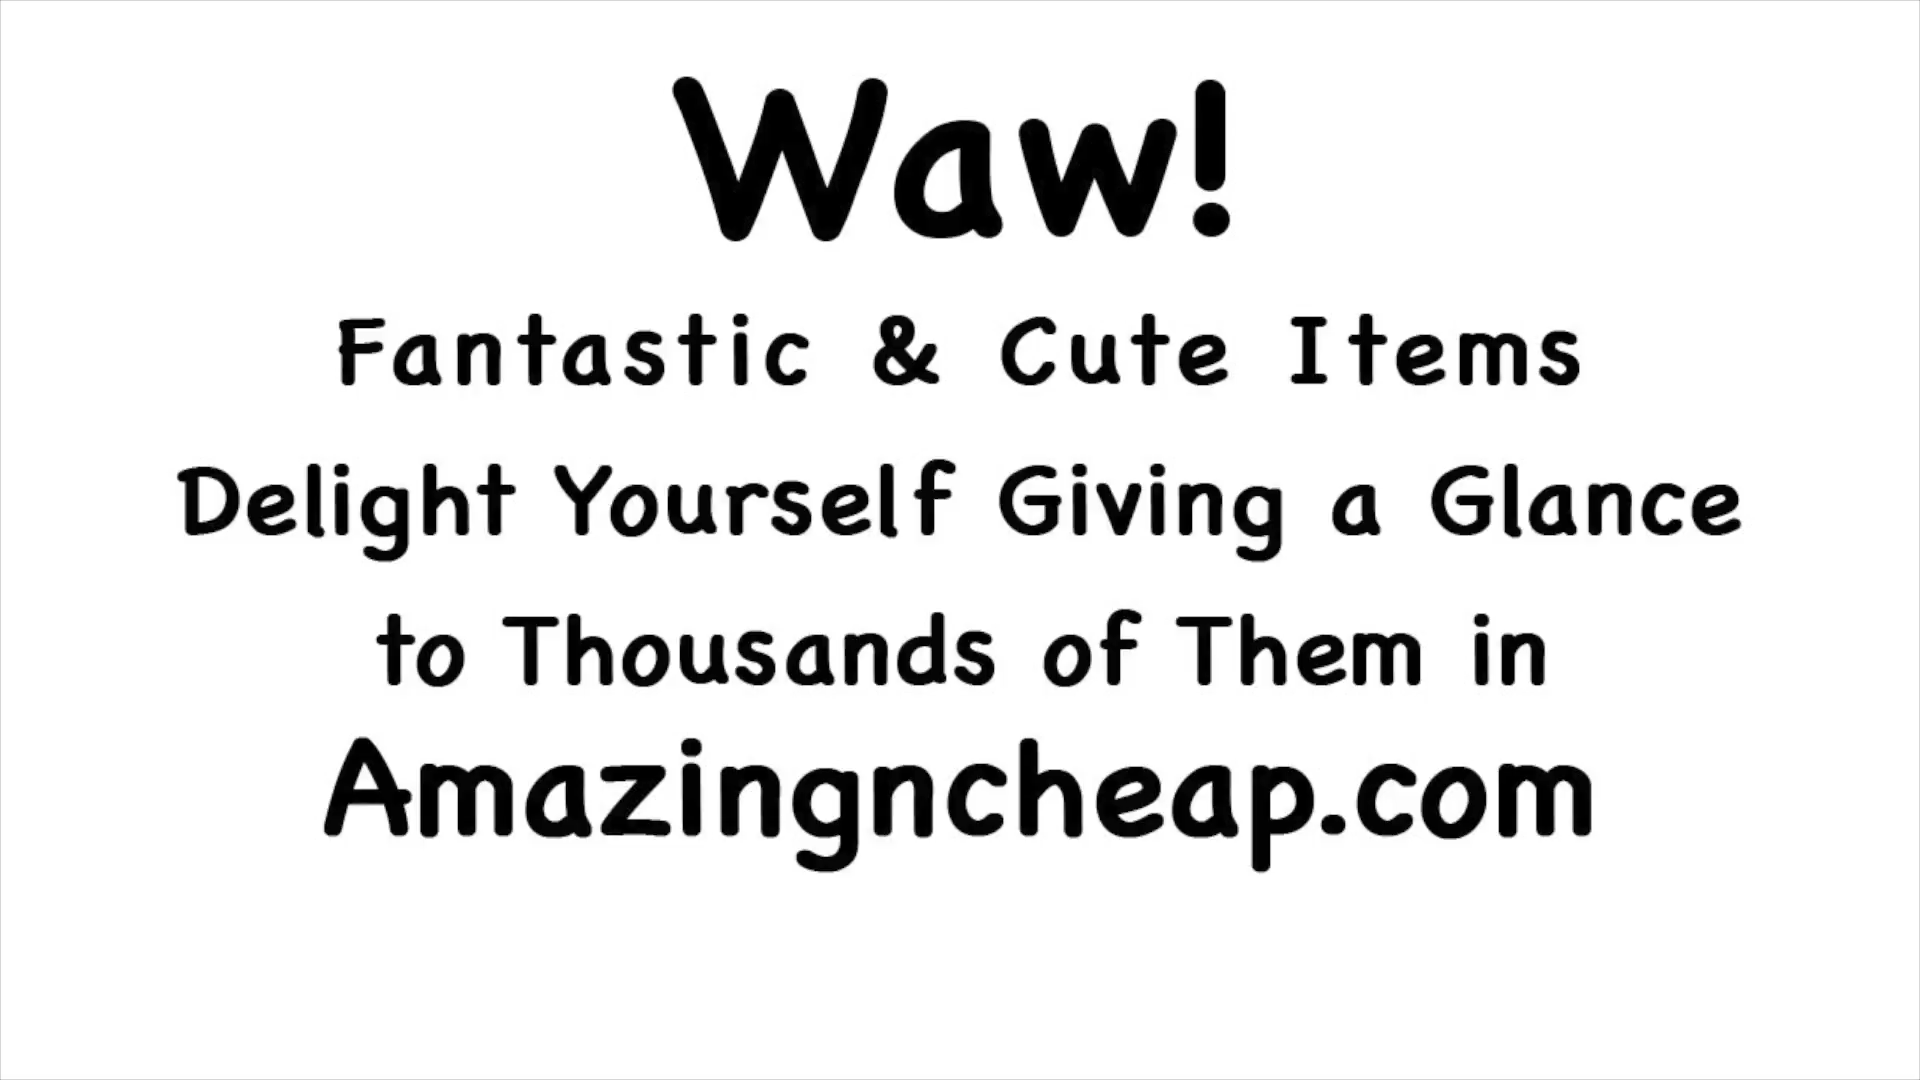 Waw!
Fantastic & Cute Items
Delight Yourself Giving a Glance
to Thousands of Them in
Amazingncheap.com